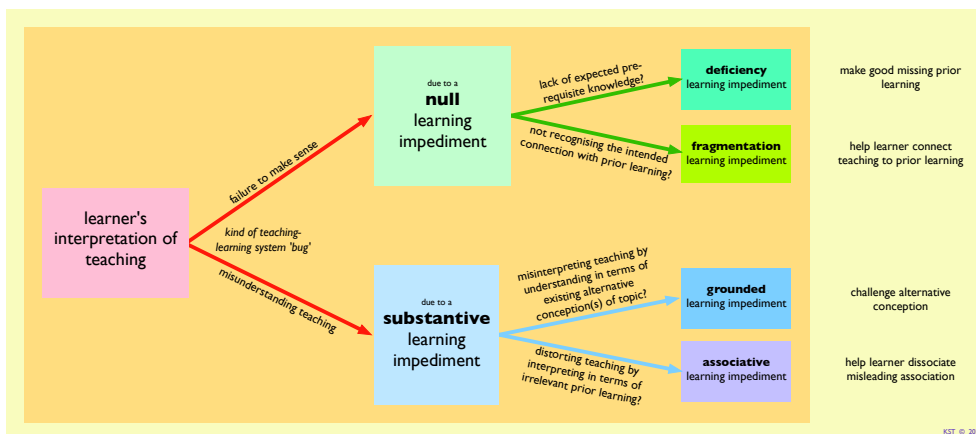 learner's
interpretation of
teaching
failure to make sense
kind of teaching-
learning system 'bug'
misunderstanding teaching
due to a
null
learning
impediment
lack of expected pre-
requisite knowledge?
not recognising the intended
connection with prior learning?
deficiency
learning impediment
make good missing prior
learning
fragmentation
learning impediment
help learner connect
teaching to prior learning
due to a
substantive
learning
impediment
misinterpreting teaching by
understanding in terms of
existing alternative
conception(s) of topic?
distorting teaching by
interpreting in terms of
irrelevant prior learning?
grounded
learning impediment
challenge alternative
conception
associative
learning impediment
help learner dissociate
misleading association
KST © 20